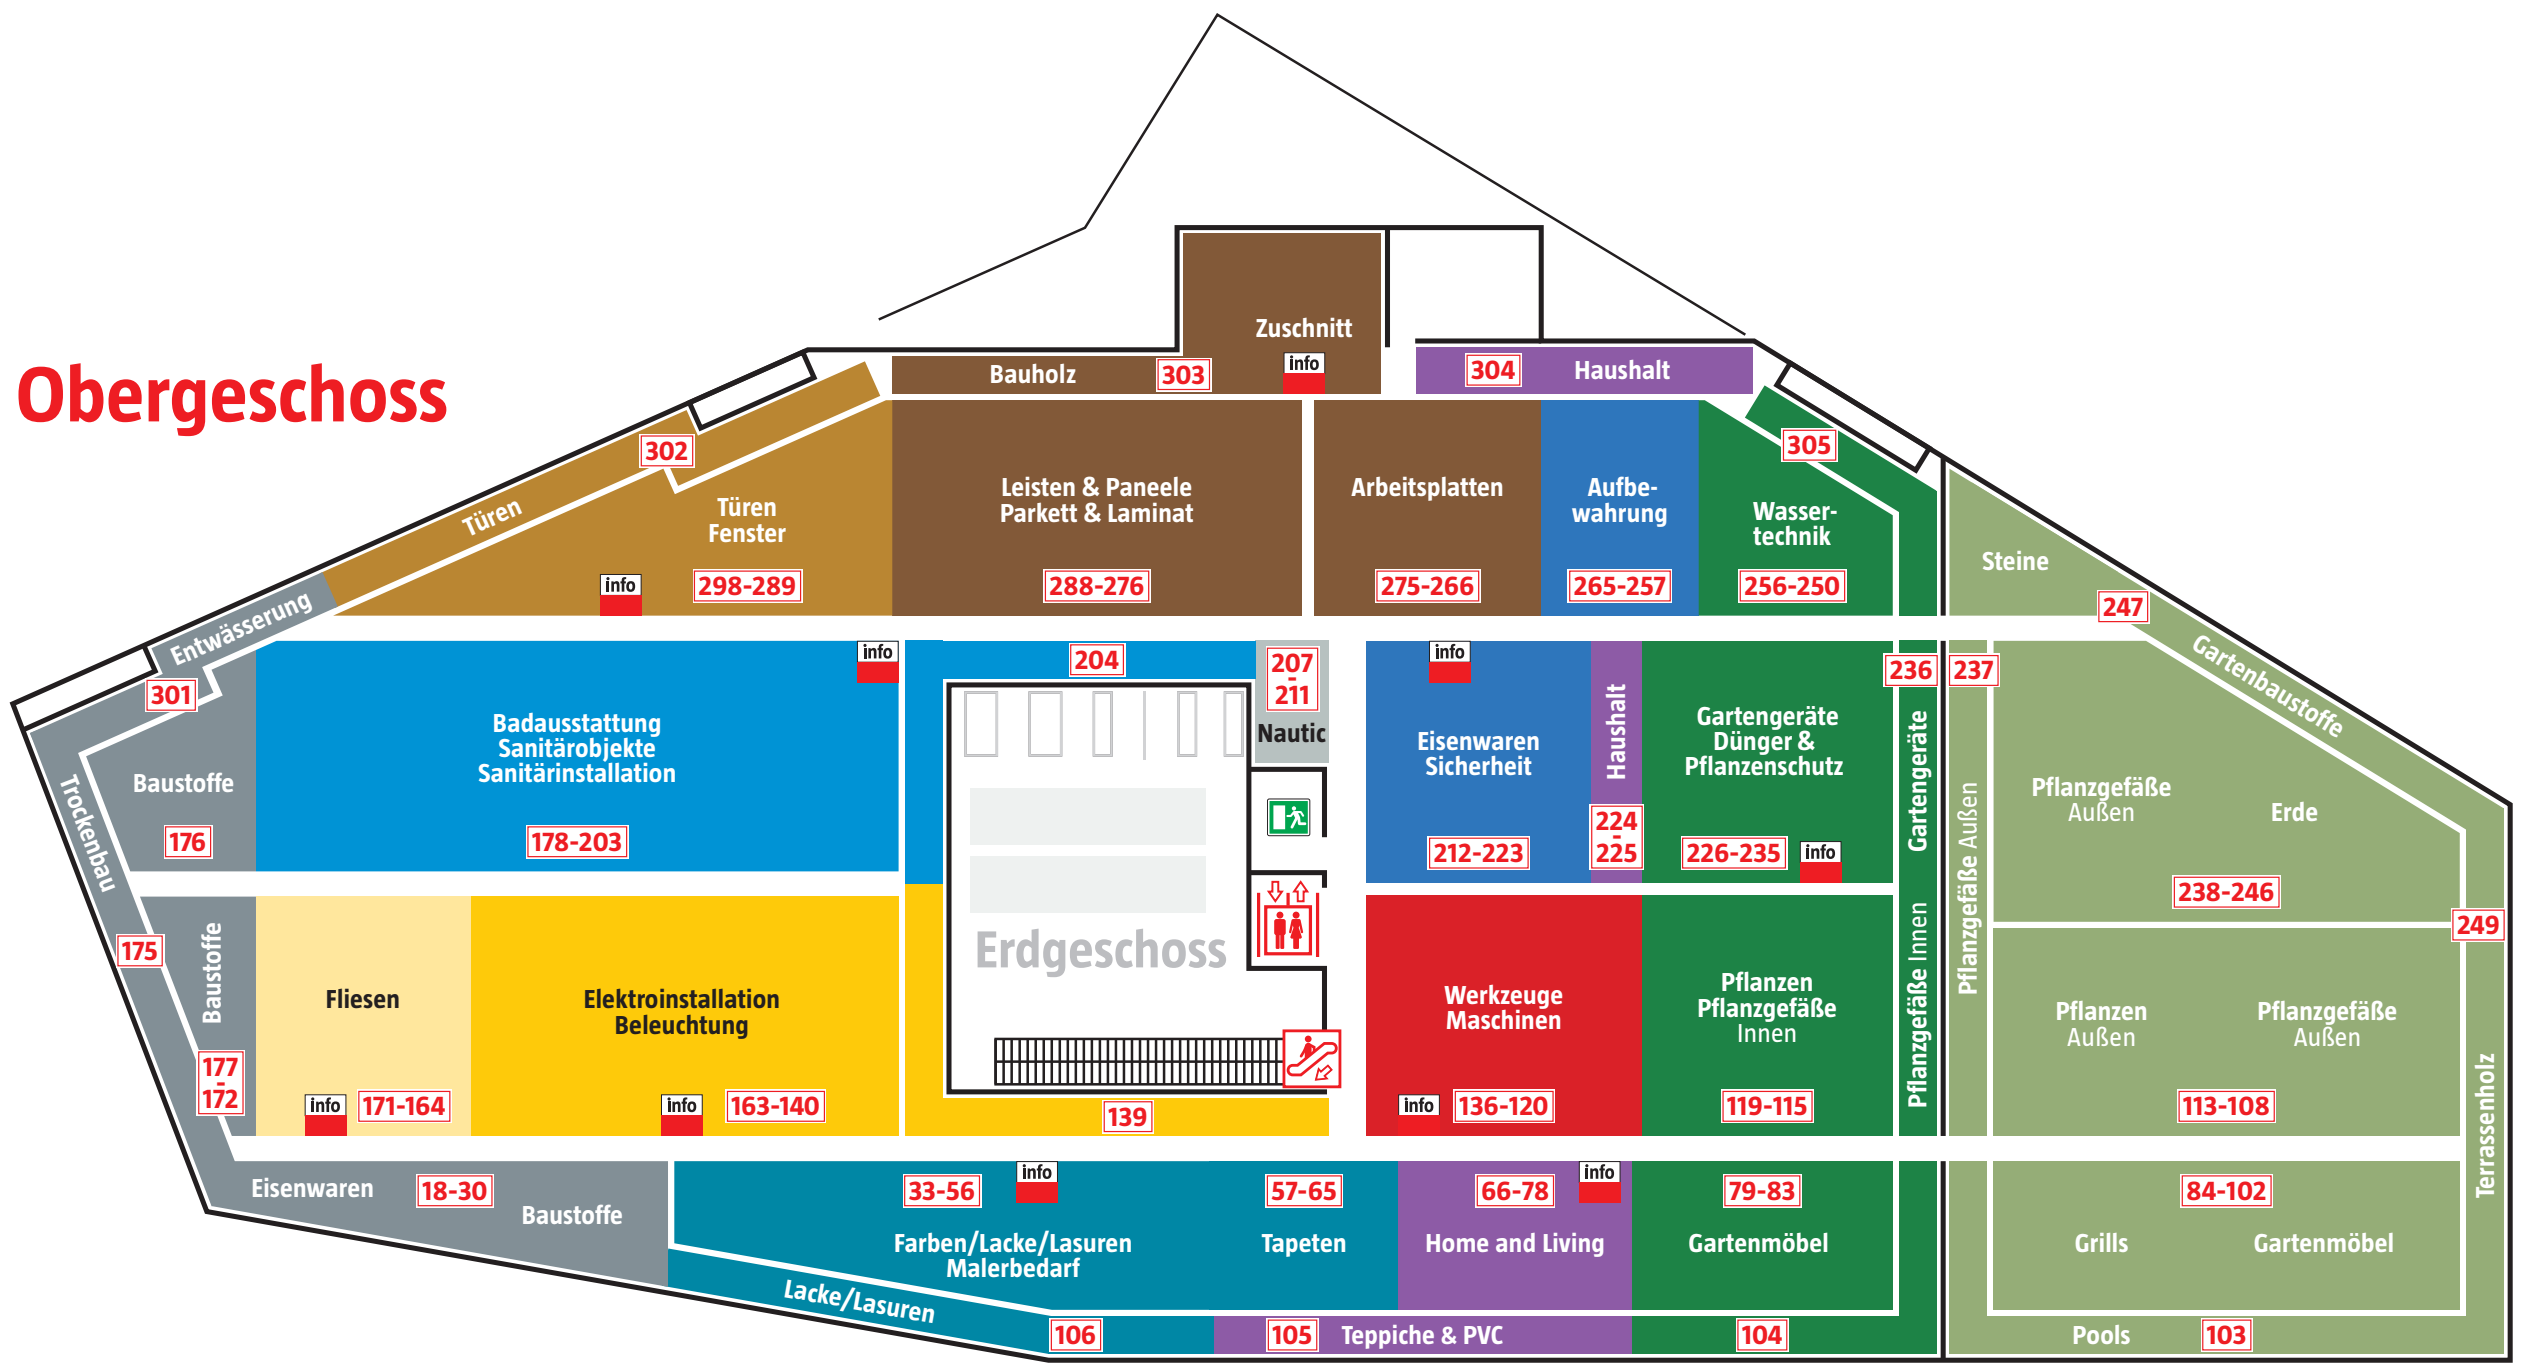 Obergeschoss
Zuschnitt
info
Bauholz
303
304
Haushalt
302
305
Türen
Türen
Fenster
info
298-289
Leisten & Paneele
Parkett & Laminat
288-276
Arbeitsplatten
275-266
Aufbe-
wahrung
265-257
Wasser-
technik
256-250
Steine
247
Gartenbaustoffe
Entwässerung
301
Trockenbau
Baustoffe
176
info
Badausstattung
Sanitärobjekte
Sanitärinstallation
178-203
204
207
-
211
Nautic
info
Eisenwaren
Sicherheit
212-223
Haushalt
224
-
225
Gartengeräte
Dünger &
Pflanzenschutz
226-235
info
236
237
Gartengeräte
Pflanzgefäße Außen
Pflanzgefäße
Außen
Erde
238-246
249
175
Baustoffe
177
-
172
Fliesen
info
171-164
Elektroinstallation
Beleuchtung
info
163-140
Erdgeschoss
139
Werkzeuge
Maschinen
info
136-120
Pflanzen
Pflanzgefäße
Innen
119-115
Pflanzgefäße Innen
Pflanzen
Außen
Pflanzgefäße
Außen
113-108
Terrassenholz
Eisenwaren
18-30
Baustoffe
33-56
info
Farben/Lacke/Lasuren
Malerbedarf
57-65
Tapeten
66-78
info
Home and Living
79-83
Gartenmöbel
84-102
Grills
Gartenmöbel
Lacke/Lasuren
106
105
Teppiche & PVC
104
Pools
103